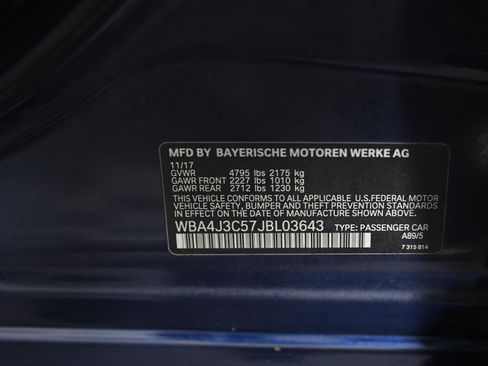 MFD BY BAYERISCHE MOTOREN WERKE AG
11/17
GVWR 4795 lbs 2175 kg
GAWR FRONT 2227 lbs 1010 kg
GAWR REAR 2712 lbs 1230 kg
THIS VEHICLE CONFORMS TO ALL APPLICABLE U.S.FEDERAL MOTOR
VEHICLE SAFETY, BUMPER AND THEFT PREVENTION STANDARDS
IN EFFECT ON THE DATE OF MANUFACTURE SHOWN ABOVE.
WBA4J3C57JBL03643 TYPE: PASSENGER CAR
A89/5
7 315 814